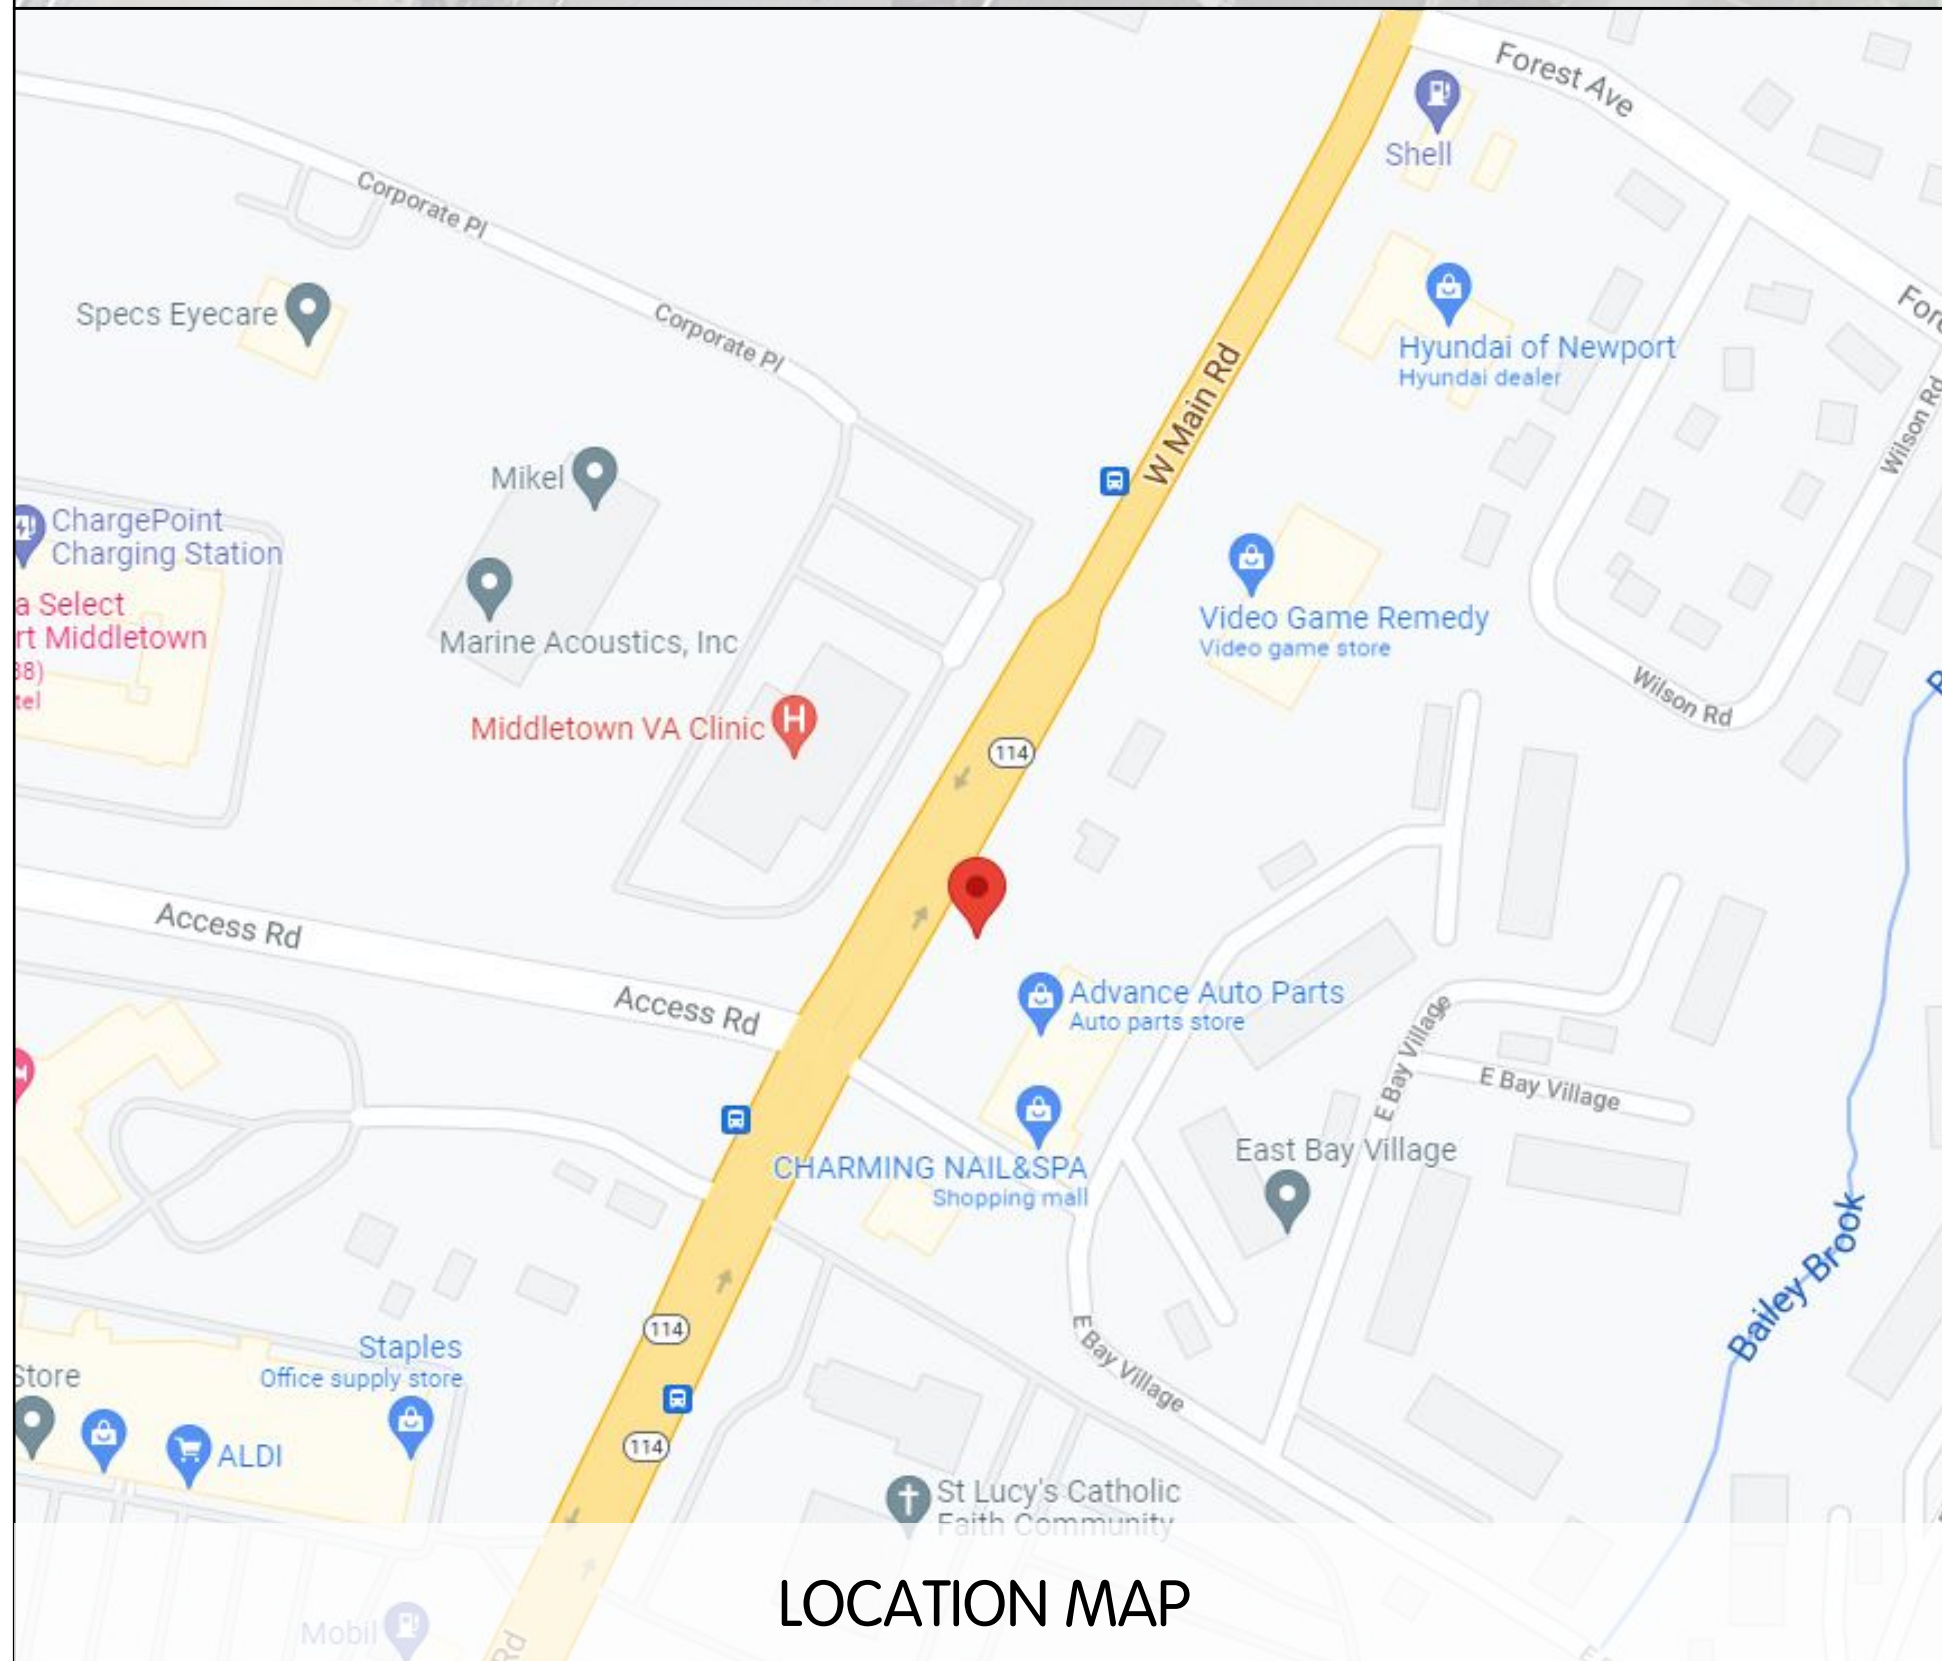 Forest Ave
Shell
Corporate Pl
Specs Eyecare
Corporate Pl
W Main Rd
Hyundai of Newport
Hyundai dealer
Wilson Rd
Mikel
ChargePoint
Charging Station
a Select
rt Middletown
38)
tel
Marine Acoustics, Inc
Video Game Remedy
Video game store
Wilson Rd
Middletown VA Clinic
H
114
Access Rd
Access Rd
Advance Auto Parts
Auto parts store
E Bay Village
E Bay Village
CHARMING NAIL&SPA
Shopping mall
East Bay Village
Bailey Brook
114
E Bay Village
Staples
Office supply store
Store
ALDI
114
St Lucy's Catholic
Faith Community
LOCATION MAP
Mobil
Rd